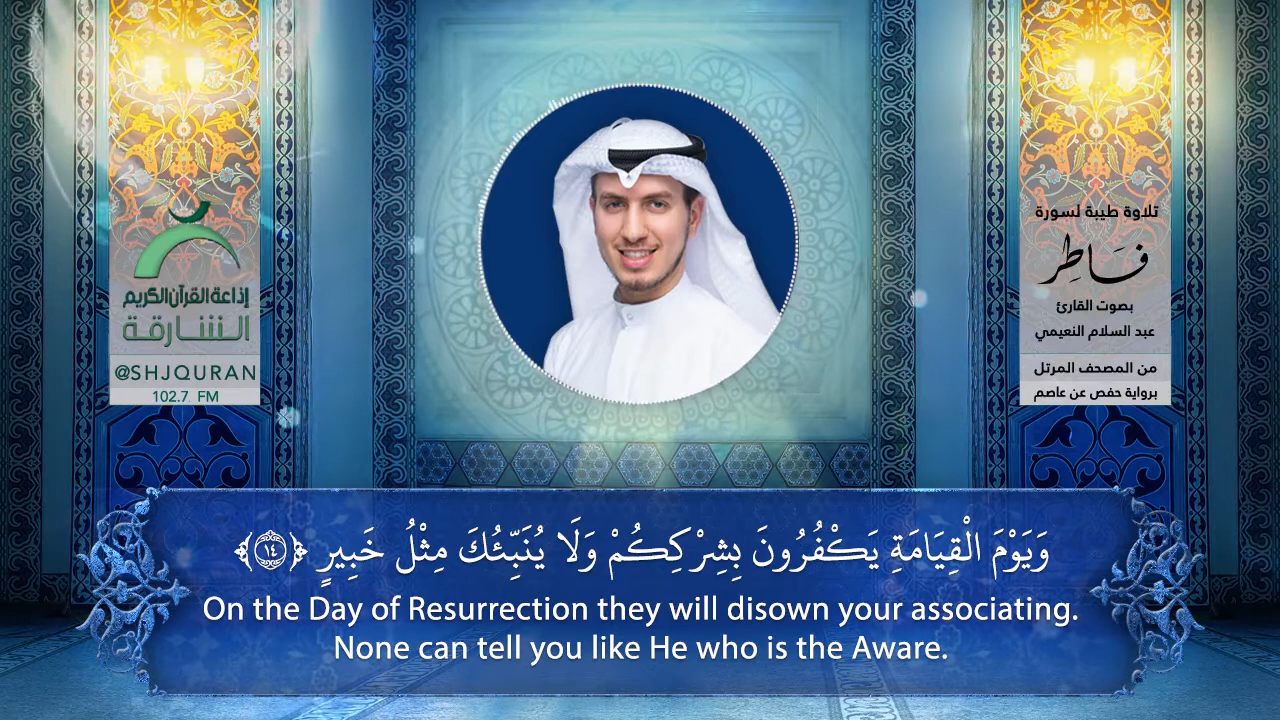 إذاعة القرآن الكريم
الشارقة
@SHJQURAN
102.7 FM
تلاوة طيبة لسورة
فَاطِر
بصوت القارئ
عبد السلام النعيمي
من المصحف المرتل
برواية حفص عن عاصم
وَيَوْمَ الْقِيَامَةِ يَكْفُرُونَ بِشِرْكِكُمْ وَلَا يُنَبِّئُكَ مِثْلُ خَبِيرٍ ﴿١٤﴾
On the Day of Resurrection they will disown your associating.
None can tell you like He who is the Aware.